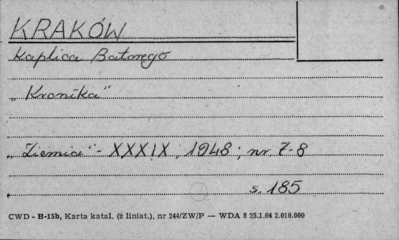 KRAKÓW
Kaplica Batorego
"Kronika"
"Ziemia" - XXXIX, 1948; nr. 7-8
s. 185
CWD - B-15b, Karta katal. (ż liniat.), nr 244/ZW/P — WDA 8 25.1.64 2.010.000